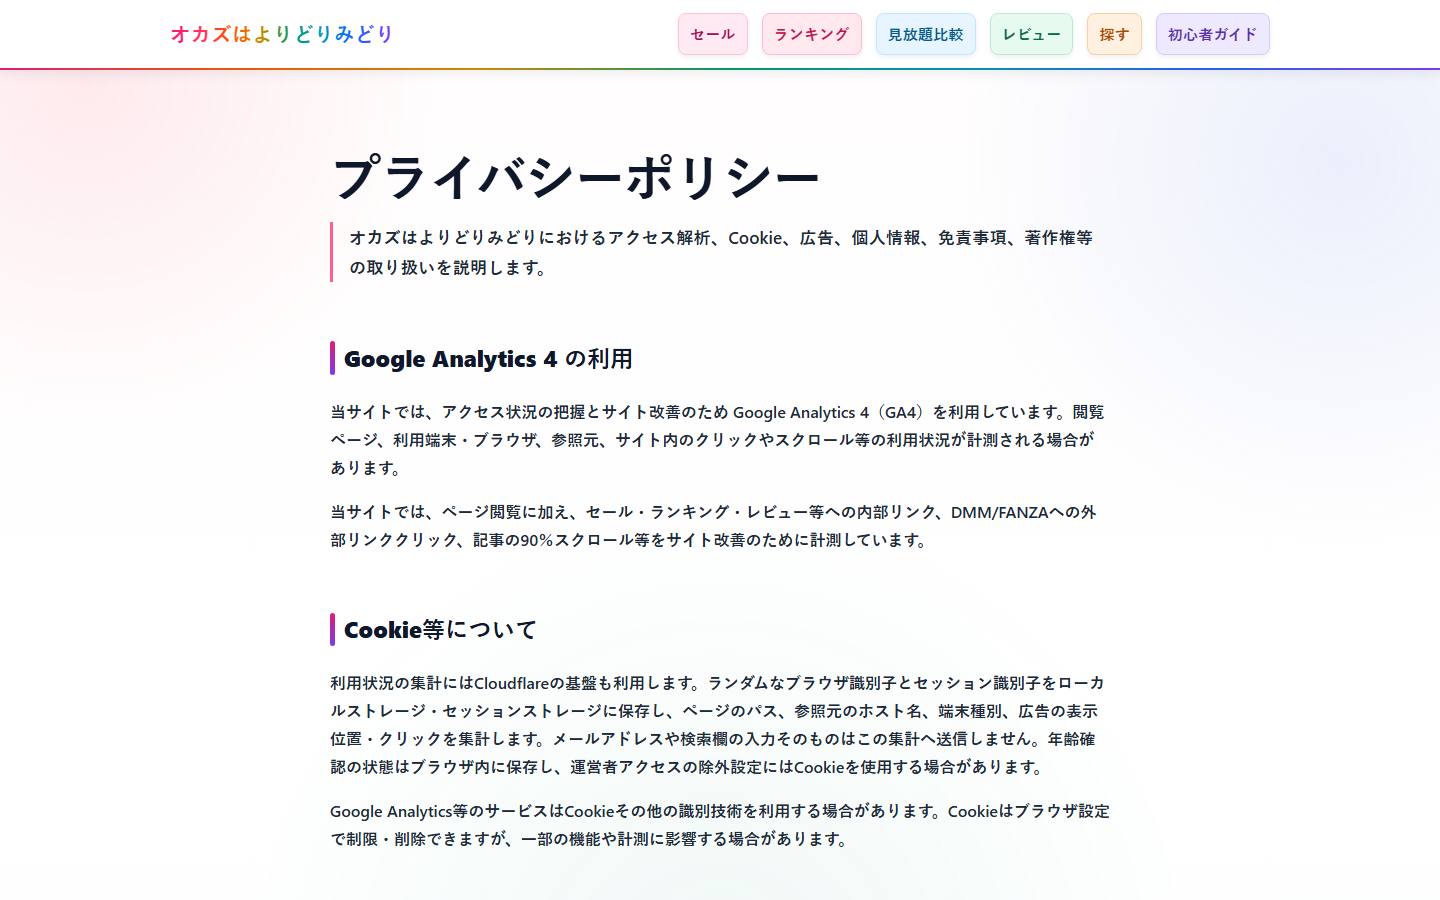 オカズはよりどりみどり
セール
ランキング
見放題比較
レビュー
探す
初心者ガイド
プライバシーポリシー
オカズはよりどりみどりにおけるアクセス解析、Cookie、広告、個人情報、免責事項、著作権等
の取り扱いを説明します。
Google Analytics 4 の利用
当サイトでは、アクセス状況の把握とサイト改善のため Google Analytics 4（GA4）を利用しています。閲覧
ページ、利用端末・ブラウザ、参照元、サイト内のクリックやスクロール等の利用状況が計測される場合が
あります。
当サイトでは、ページ閲覧に加え、セール・ランキング・レビュー等への内部リンク、DMM/FANZAへの外
部リンククリック、記事の90%スクロール等をサイト改善のために計測しています。
Cookie等について
利用状況の集計にはCloudflareの基盤も利用します。ランダムなブラウザ識別子とセッション識別子をローカ
ルストレージ・セッションストレージに保存し、ページのパス、参照元のホスト名、端末種別、広告の表示
位置・クリックを集計します。メールアドレスや検索欄の入力そのものはこの集計へ送信しません。年齢確
認の状態はブラウザ内に保存し、運営者アクセスの除外設定にはCookieを使用する場合があります。
Google Analytics等のサービスはCookieその他の識別技術を利用する場合があります。Cookieはブラウザ設定
で制限・削除できますが、一部の機能や計測に影響する場合があります。